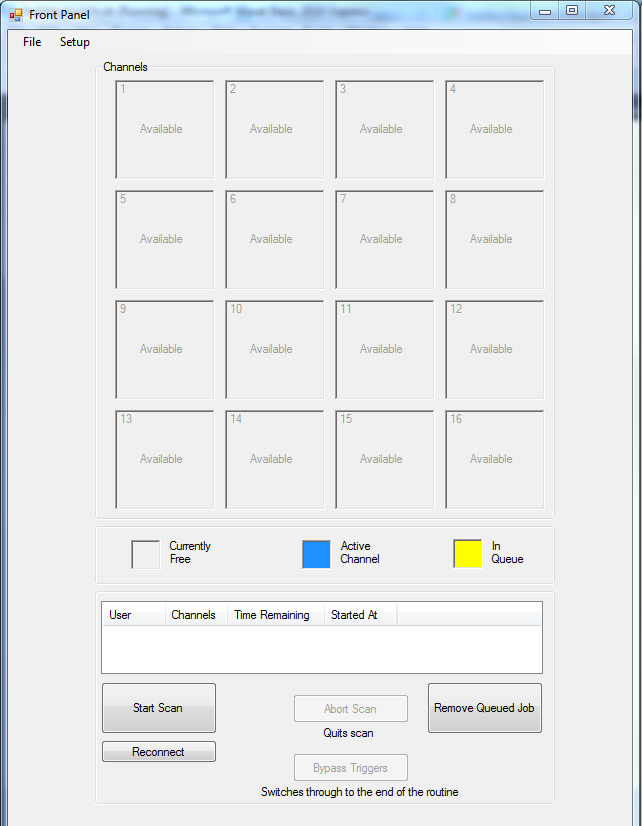 Front Panel
File Setup
Channels
1 2 3 4
Available Available Available Available
5 6 7 8
Available Available Available Available
9 10 11 12
Available Available Available Available
13 14 15 16
Available Available Available Available
Currently Free
Active Channel
In Queue
User Channels Time Remaining Started At
Start Scan
Abort Scan
Remove Queued Job
Quits scan
Reconnect
Bypass Triggers
Switches through to the end of the routine